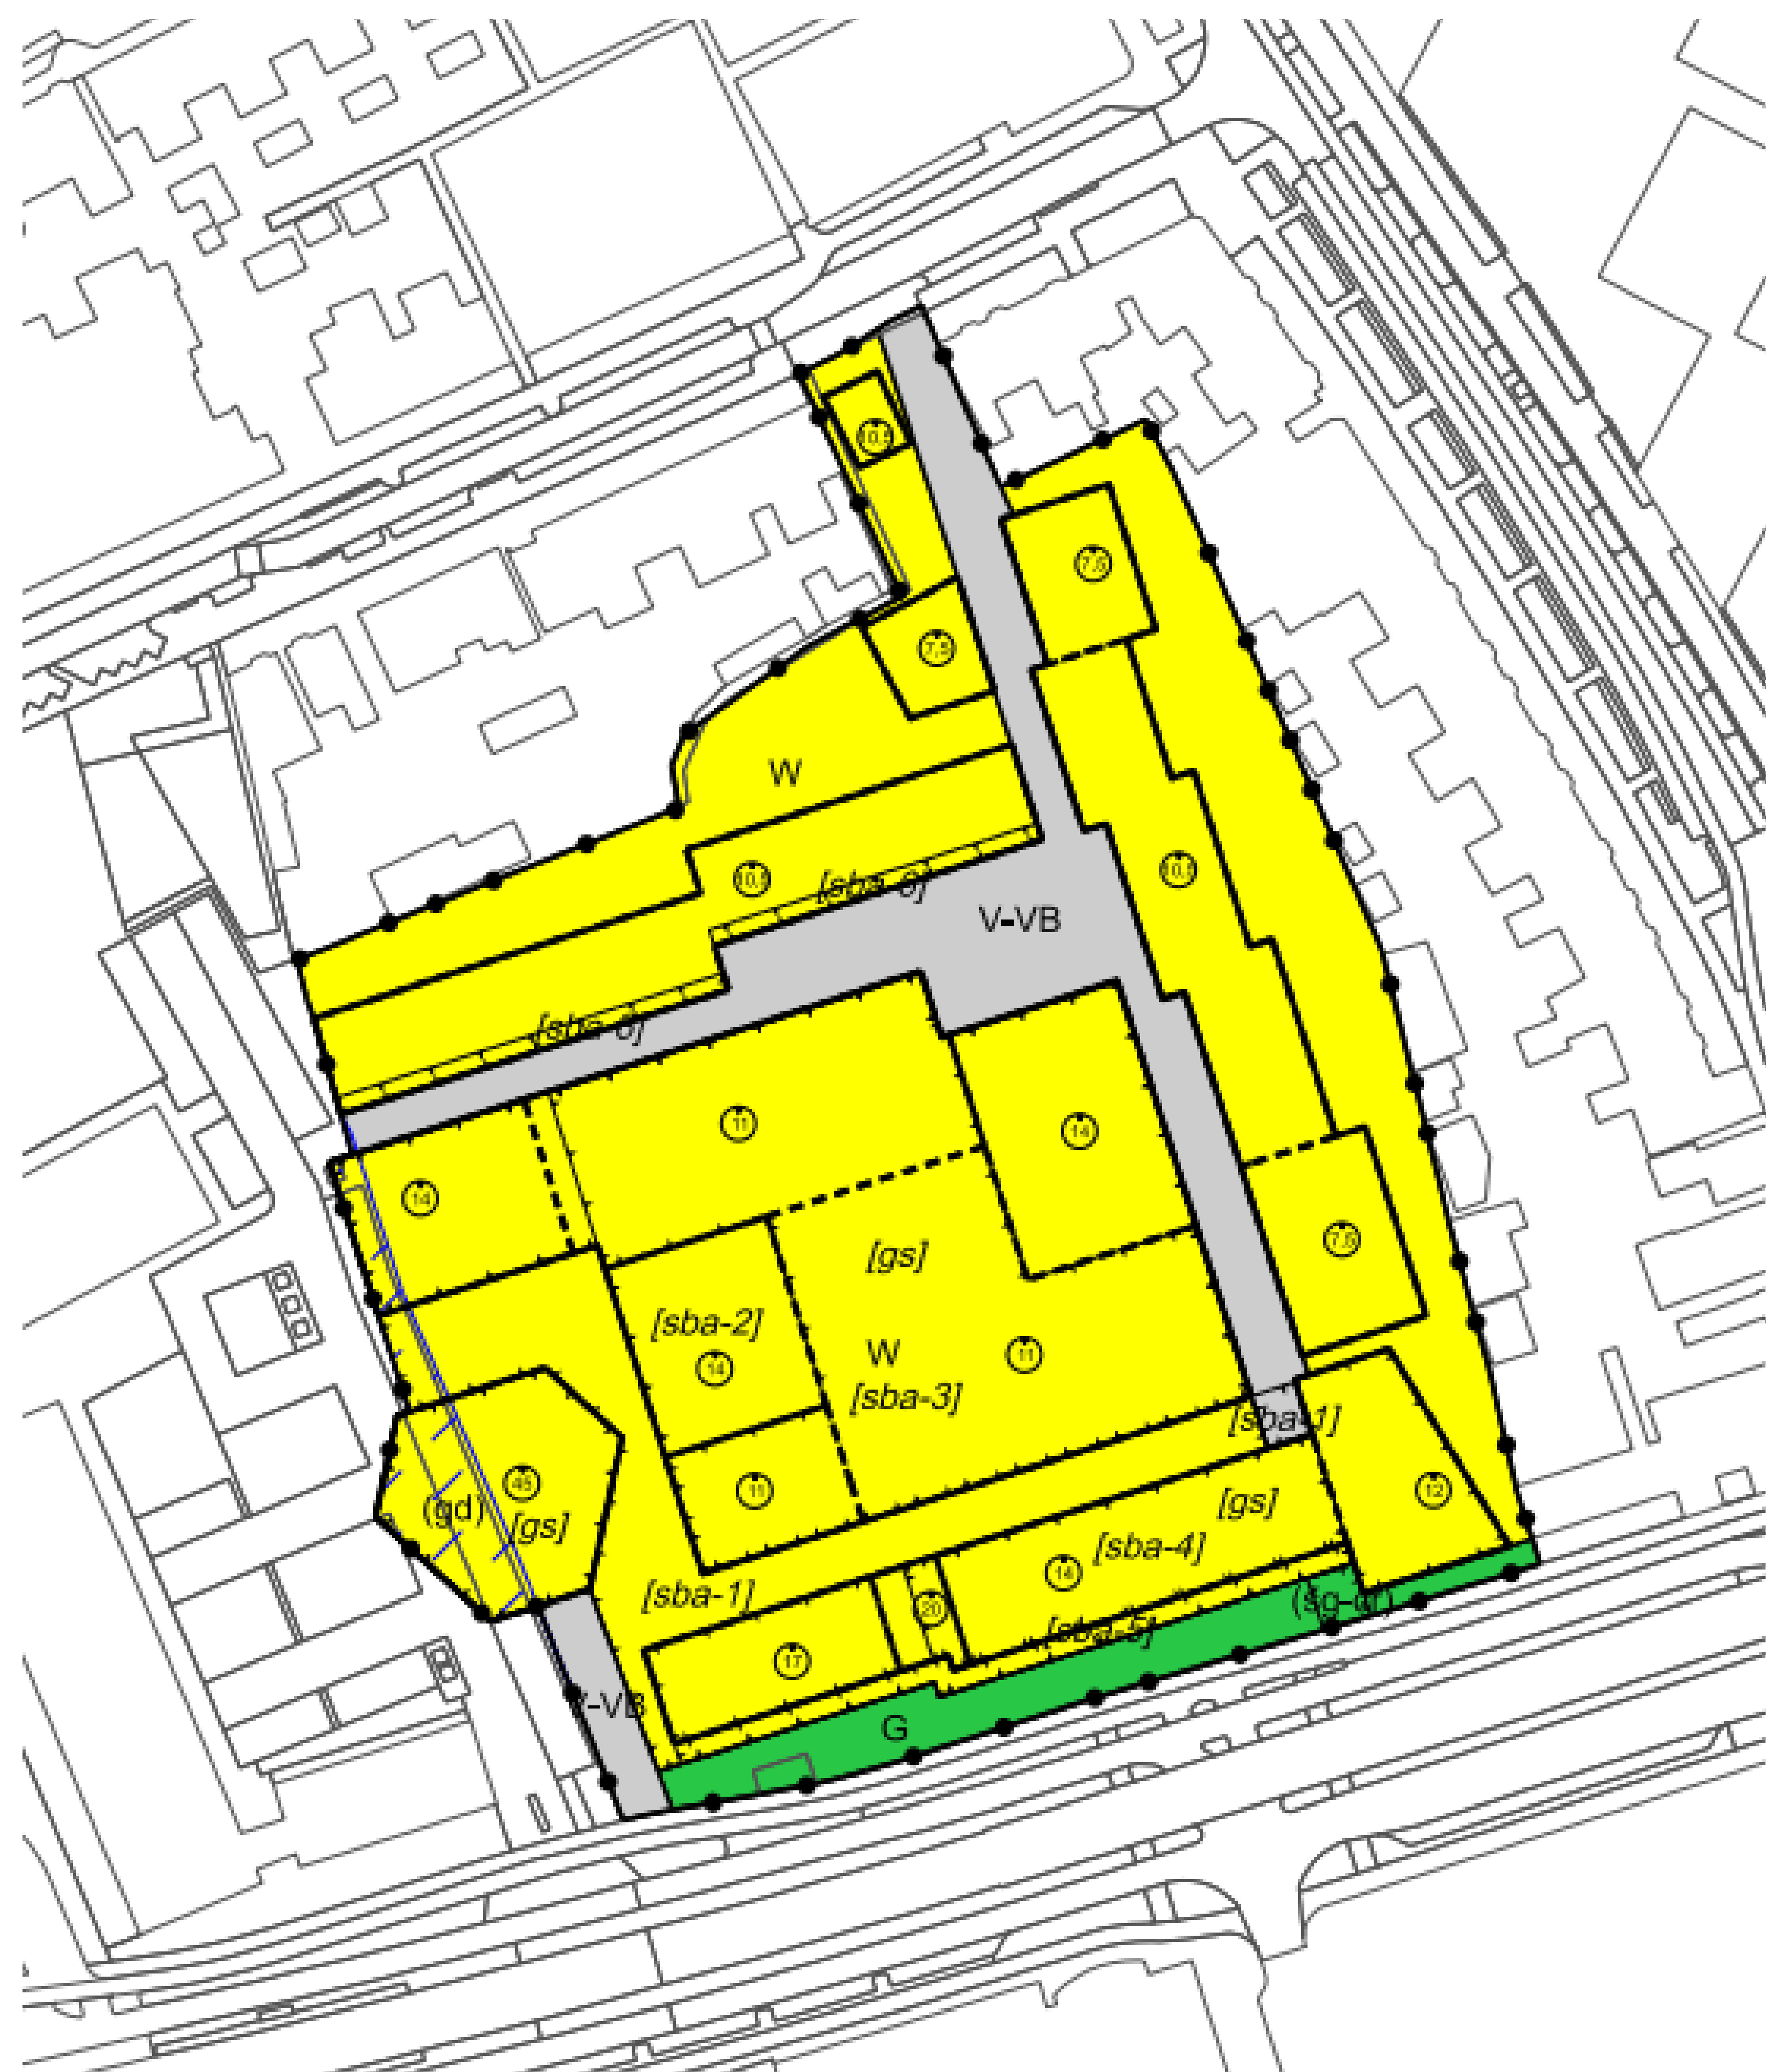 10,5
7,5
7,5
W
10,5
[sba-6]
10,5
V-VB
[sba-6]
11
14
14
7,5
[gs]
[sba-2]
W
11
14
[sba-3]
[sba-1]
45
11
12
(gd)
[gs]
[gs]
[sba-4]
14
[sba-1]
20
[sba-5]
17
V-VB
G